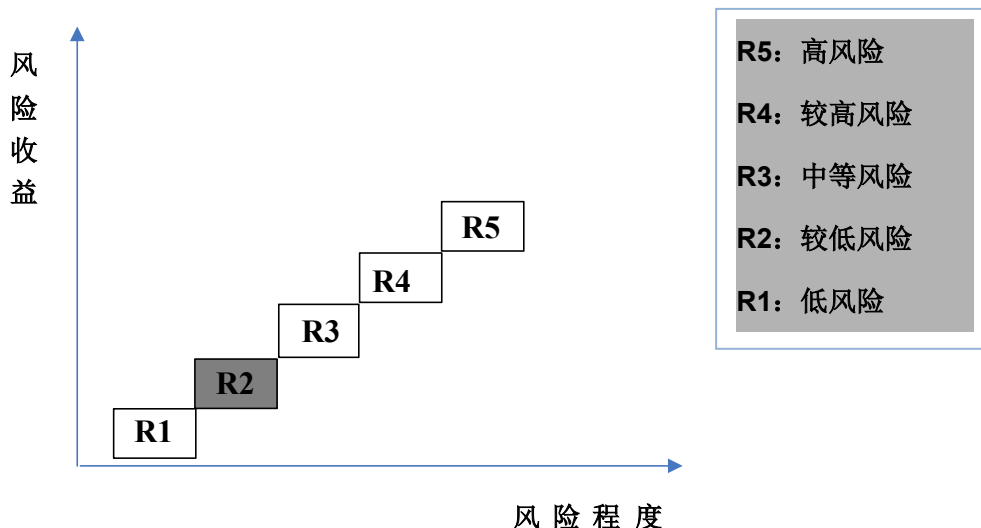 风险收益
R5
R4
R3
R2
R1
风险程度
R5：高风险
R4：较高风险
R3：中等风险
R2：较低风险
R1：低风险